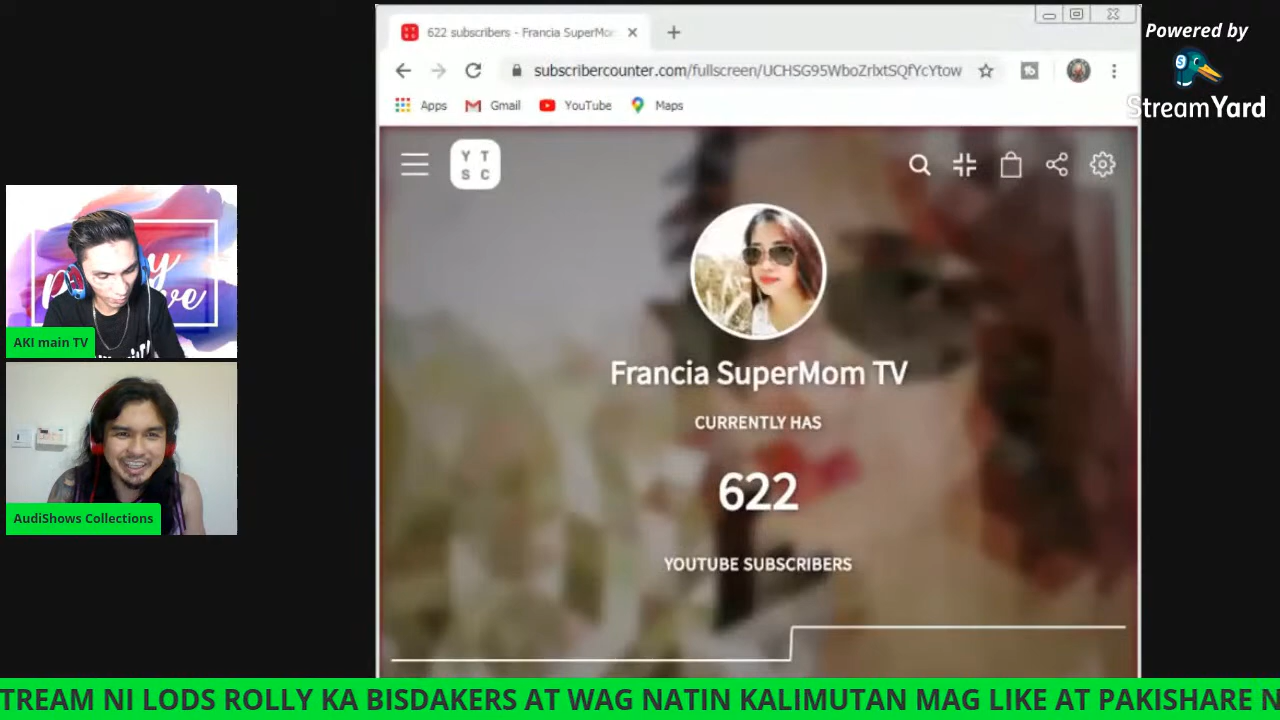 622 subscribers - Francia SuperMom
subscribercounter.com/fullscreen/UCHSG95WboZrlxtSQfYcYtow
Apps
Gmail
YouTube
Maps
Powered by
StreamYard
Y T
S C
Francia SuperMom TV
CURRENTLY HAS
622
YOUTUBE SUBSCRIBERS
AKI main TV
AudiShows Collections
TREAM NI LODS ROLLY KA BISDAKERS AT WAG NATIN KALIMUTAN MAG LIKE AT PAKISHARE N